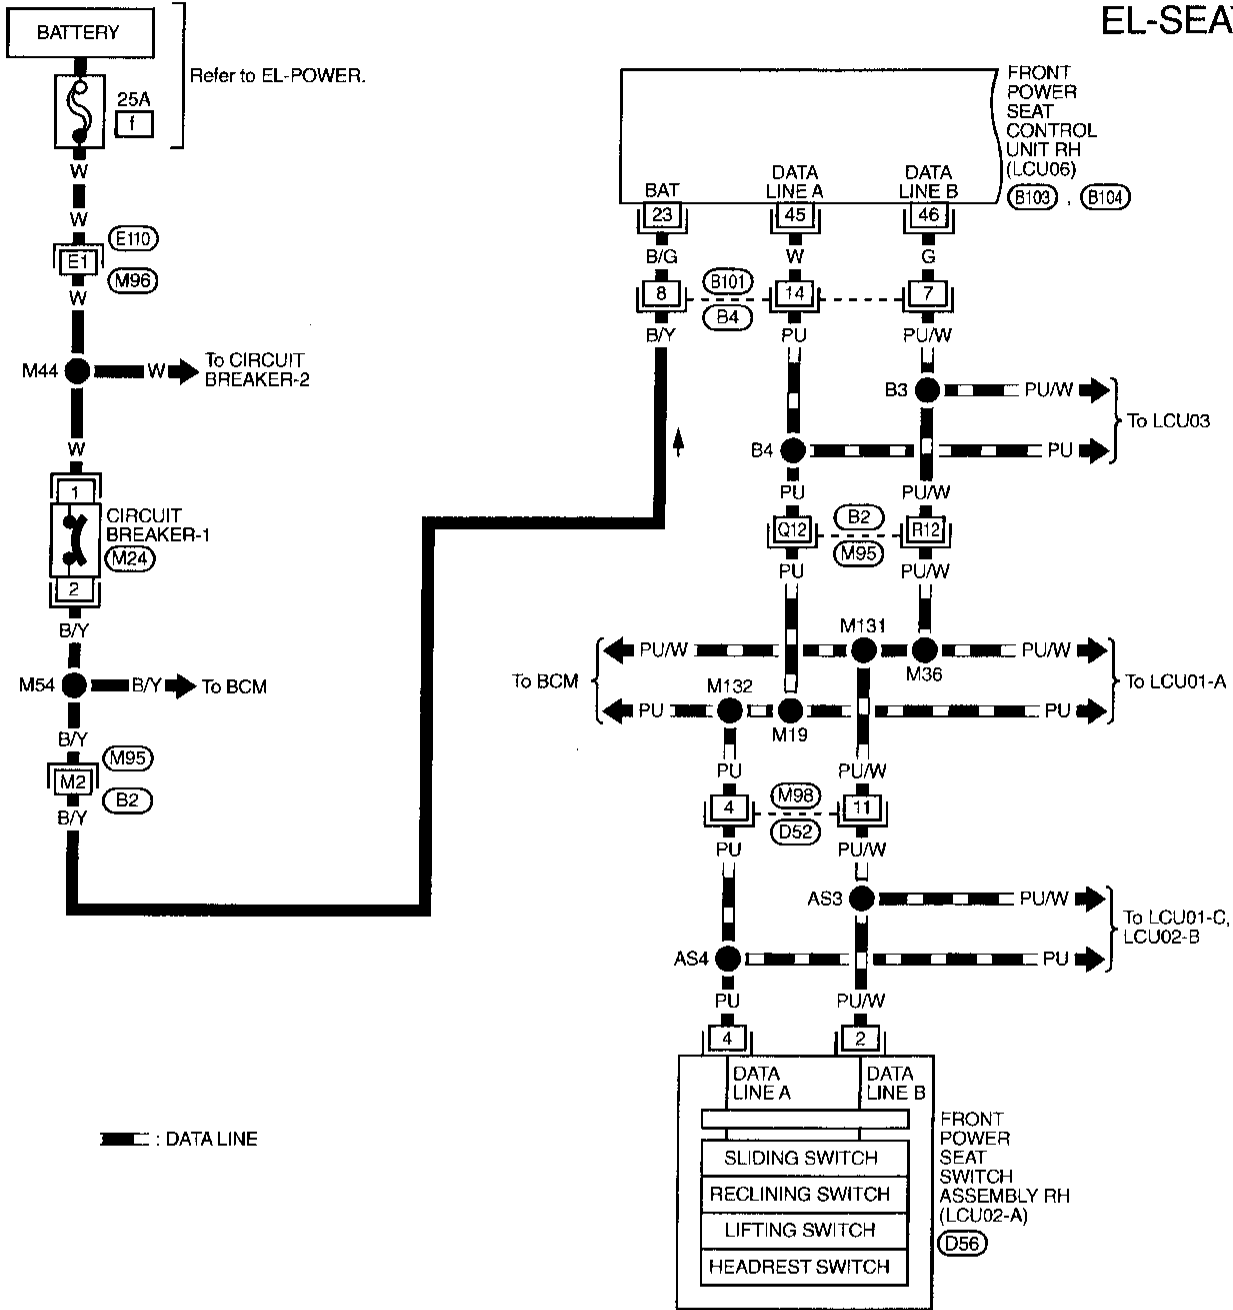 EL-SEA
BATTERY
Refer to EL-POWER.
25A
f
W
W
E110
E1
M96
W
M44
W
To CIRCUIT
BREAKER-2
W
1
CIRCUIT
BREAKER-1
M24
2
B/Y
M54
B/Y
To BCM
B/Y
M95
M2
B2
B/Y
FRONT
POWER
SEAT
CONTROL
UNIT RH
(LCU06)
B103 , B104
BAT
DATA
LINE A
DATA
LINE B
23
45
46
B/G
W
G
8
B101
14
7
B4
B/Y
PU
PU/W
B3
PU/W
To LCU03
B4
PU
PU
PU/W
Q12
B2
R12
M95
PU
PU/W
M131
PU/W
PU/W
M36
To BCM
To LCU01-A
M132
PU
PU
M19
PU
PU/W
4
M98
11
D52
PU
PU/W
AS3
PU/W
To LCU01-C,
LCU02-B
AS4
PU
PU
PU/W
4
2
DATA
LINE A
DATA
LINE B
SLIDING SWITCH
RECLINING SWITCH
LIFTING SWITCH
HEADREST SWITCH
FRONT
POWER
SEAT
SWITCH
ASSEMBLY RH
(LCU02-A)
D56
: DATA LINE